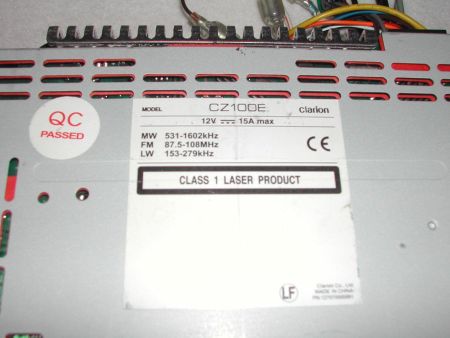 QC
PASSED
MODEL CZ100E clarion
12V 15A max
MW 531-1602kHz
FM 87.5-108MHz
LW 153-279kHz
CE
CLASS 1 LASER PRODUCT
LF
Clarion Co., Ltd.
MADE IN CHINA